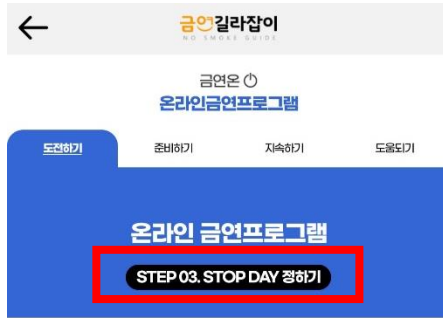 금연길라잡이
NO SMOKE GUIDE
금연온
온라인금연프로그램
도전하기 준비하기 지속하기 도움되기
온라인 금연프로그램
STEP 03. STOP DAY 정하기